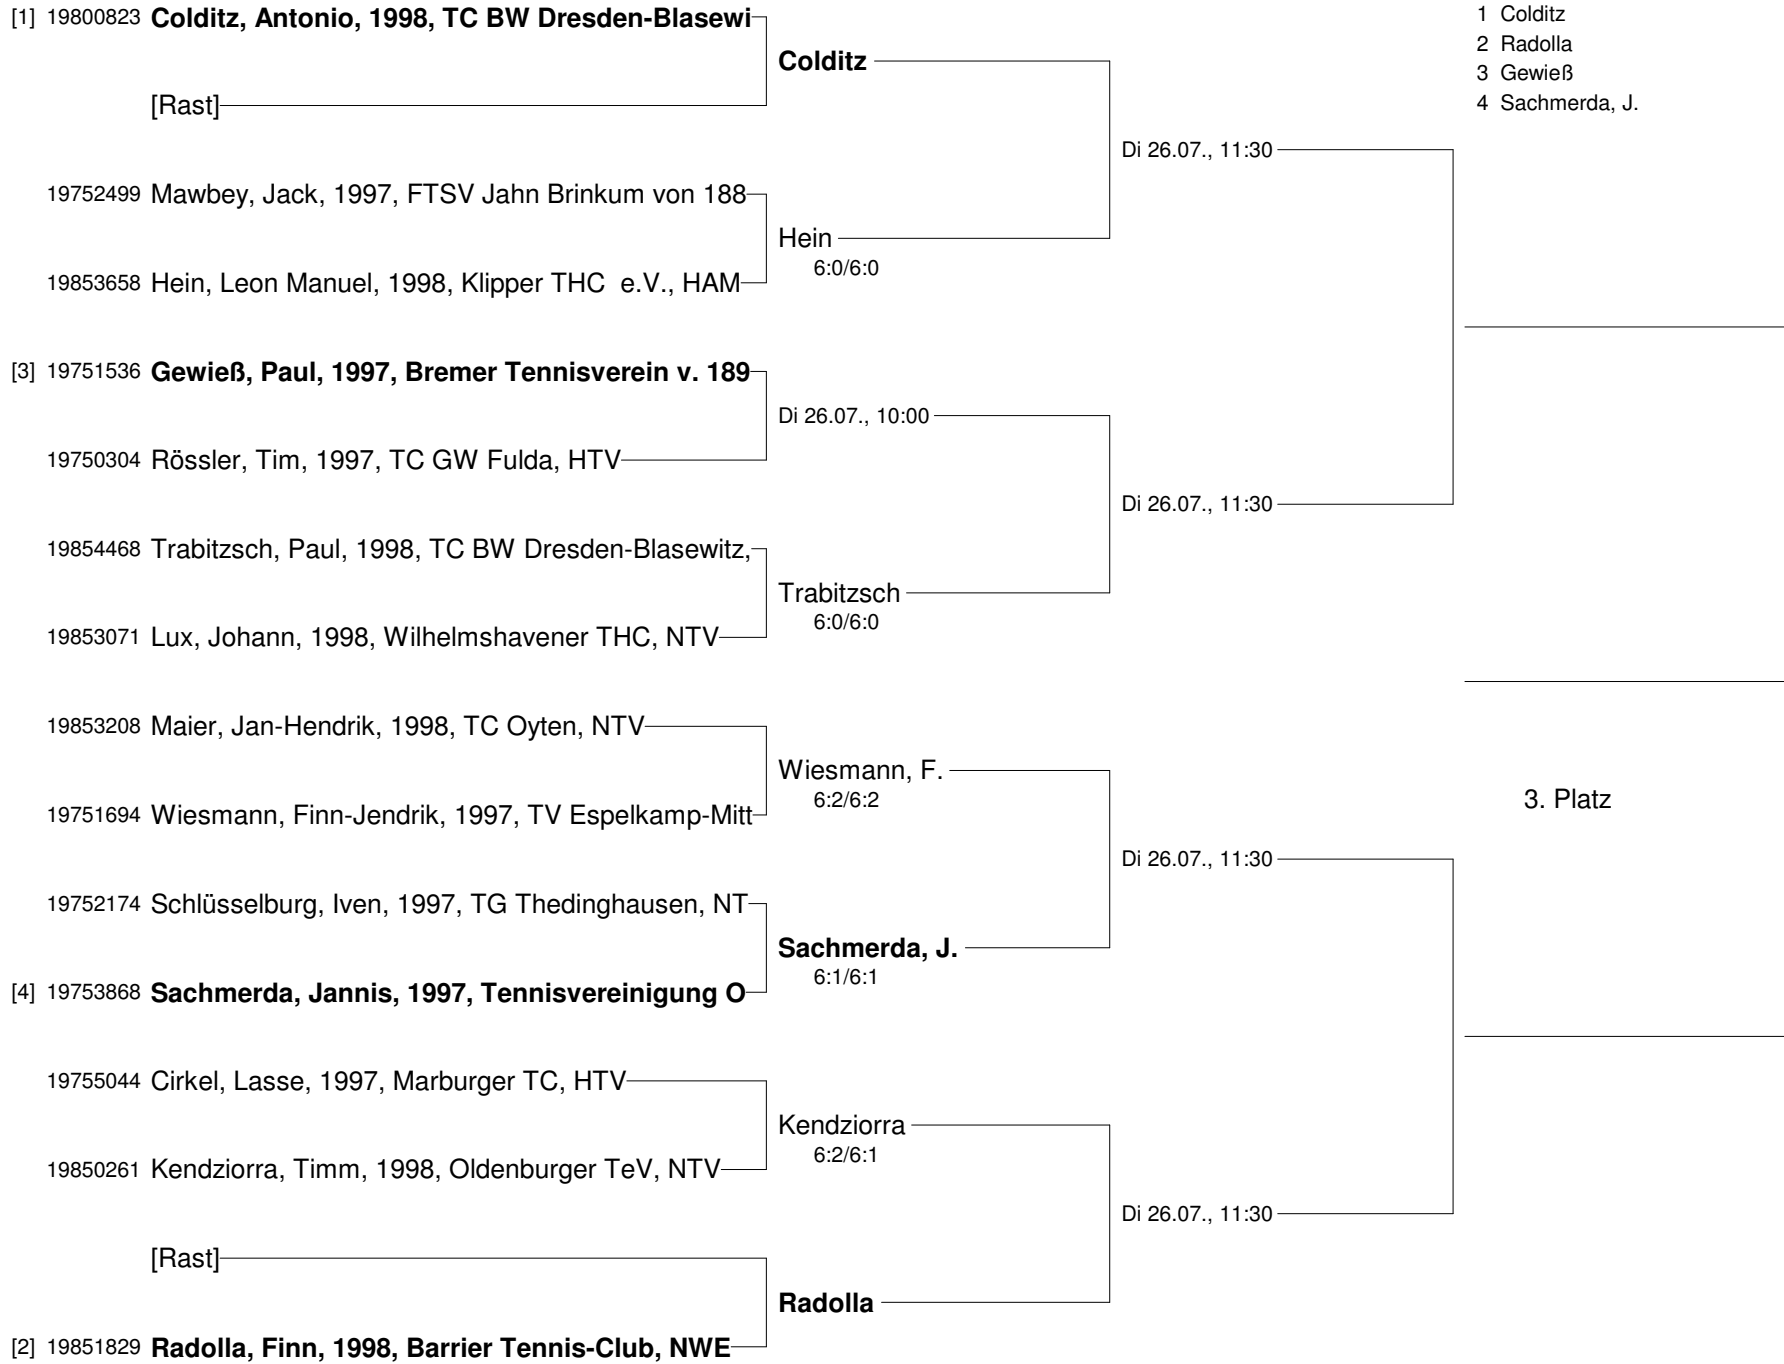 [1] 19800823 Colditz, Antonio, 1998, TC BW Dresden-Blasewi
Colditz
[Rast]
Di 26.07., 11:30
19752499 Mawbey, Jack, 1997, FTSV Jahn Brinkum von 188
Hein
6:0/6:0
19853658 Hein, Leon Manuel, 1998, Klipper THC e.V., HAM
[3] 19751536 Gewieß, Paul, 1997, Bremer Tennisverein v. 189
Di 26.07., 10:00
19750304 Rössler, Tim, 1997, TC GW Fulda, HTV
Di 26.07., 11:30
19854468 Trabitzsch, Paul, 1998, TC BW Dresden-Blasewitz,
Trabitzsch
6:0/6:0
19853071 Lux, Johann, 1998, Wilhelmshavener THC, NTV
19853208 Maier, Jan-Hendrik, 1998, TC Oyten, NTV
Wiesmann, F.
6:2/6:2
19751694 Wiesmann, Finn-Jendrik, 1997, TV Espelkamp-Mitt
Di 26.07., 11:30
19752174 Schlüsselburg, Iven, 1997, TG Thedinghausen, NT
Sachmerda, J.
6:1/6:1
[4] 19753868 Sachmerda, Jannis, 1997, Tennisvereinigung O
19755044 Cirkel, Lasse, 1997, Marburger TC, HTV
Kendziorra
6:2/6:1
19850261 Kendziorra, Timm, 1998, Oldenburger TeV, NTV
Di 26.07., 11:30
[Rast]
Radolla
[2] 19851829 Radolla, Finn, 1998, Barrier Tennis-Club, NWE
1 Colditz
2 Radolla
3 Gewieß
4 Sachmerda, J.
3. Platz